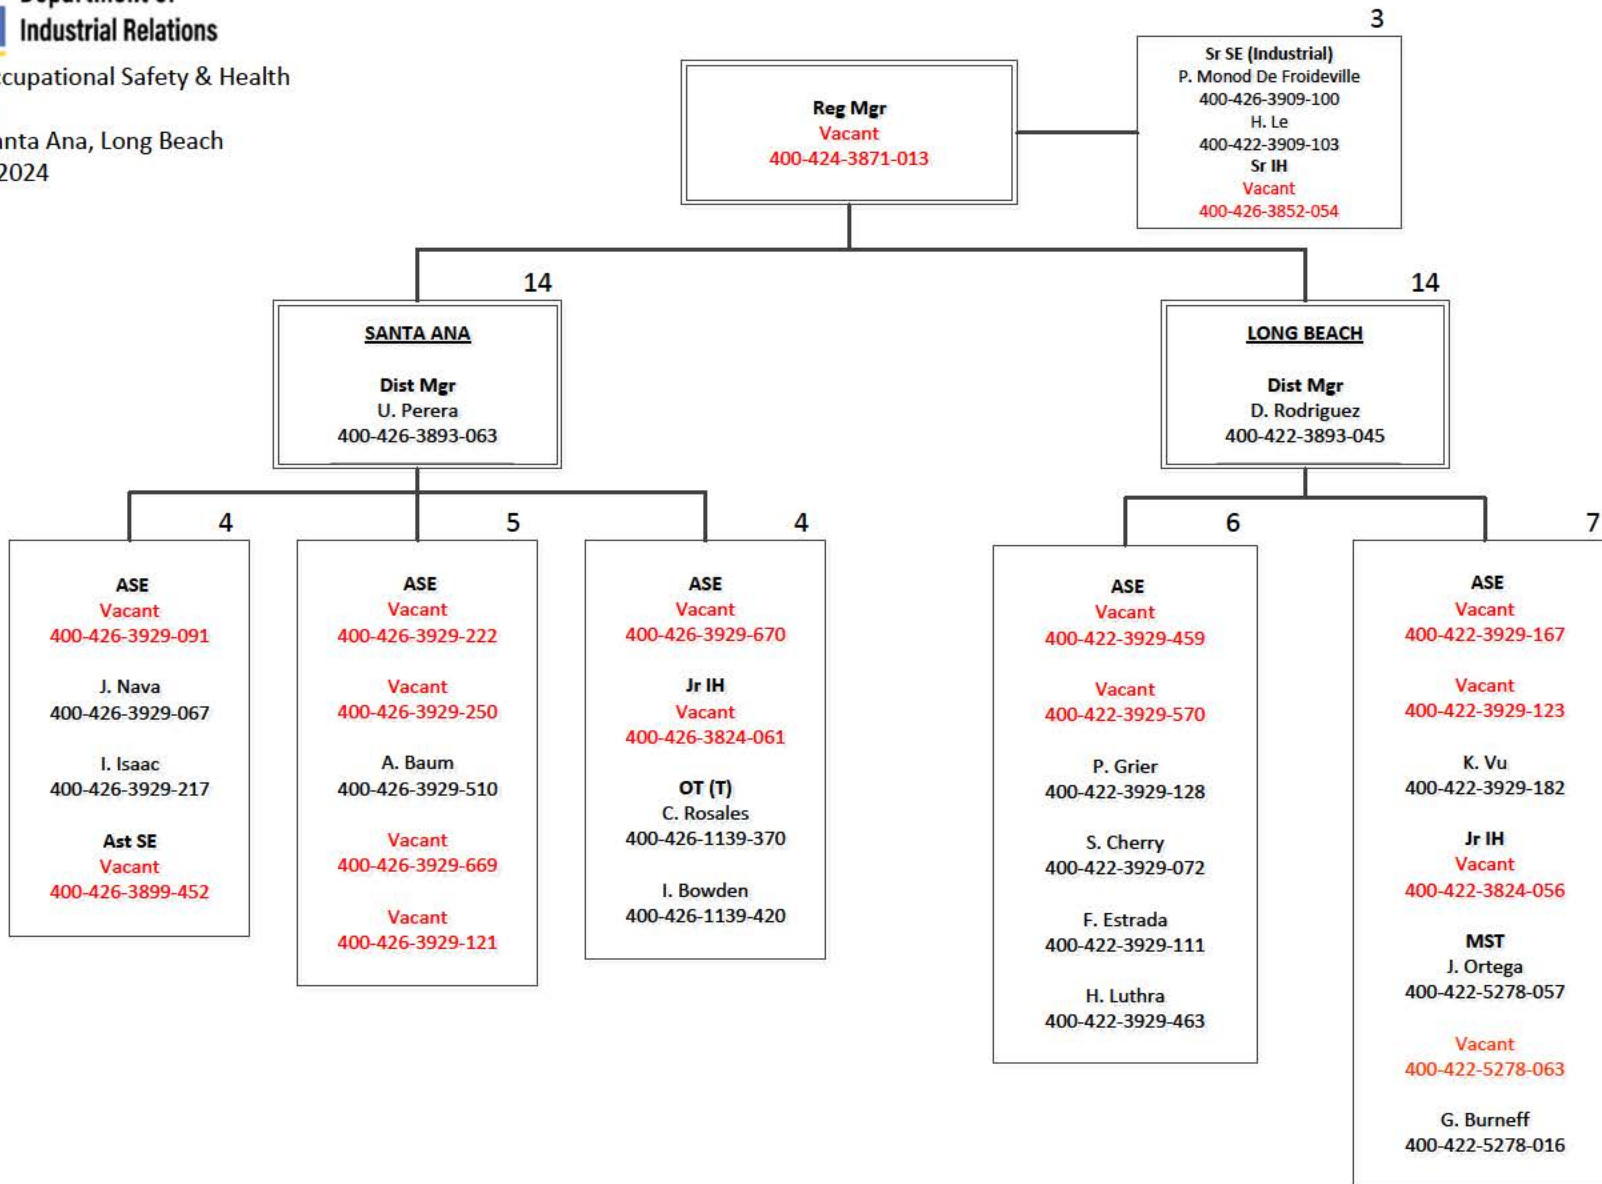 Industrial Relations
Occupational Safety & Health
Santa Ana, Long Beach
2024
3
Sr SE (Industrial)
P. Monod De Froideville
400-426-3909-100
H. Le
400-422-3909-103
Sr IH
Vacant
400-426-3852-054
Reg Mgr
Vacant
400-424-3871-013
14
SANTA ANA
Dist Mgr
U. Perera
400-426-3893-063
14
LONG BEACH
Dist Mgr
D. Rodriguez
400-422-3893-045
4
ASE
Vacant
400-426-3929-091
J. Nava
400-426-3929-067
I. Isaac
400-426-3929-217
Ast SE
Vacant
400-426-3899-452
5
ASE
Vacant
400-426-3929-222
Vacant
400-426-3929-250
A. Baum
400-426-3929-510
Vacant
400-426-3929-669
Vacant
400-426-3929-121
4
ASE
Vacant
400-426-3929-670
Jr IH
Vacant
400-426-3824-061
OT (T)
C. Rosales
400-426-1139-370
I. Bowden
400-426-1139-420
6
ASE
Vacant
400-422-3929-459
Vacant
400-422-3929-570
P. Grier
400-422-3929-128
S. Cherry
400-422-3929-072
F. Estrada
400-422-3929-111
H. Luthra
400-422-3929-463
7
ASE
Vacant
400-422-3929-167
Vacant
400-422-3929-123
K. Vu
400-422-3929-182
Jr IH
Vacant
400-422-3824-056
MST
J. Ortega
400-422-5278-057
Vacant
400-422-5278-063
G. Burneff
400-422-5278-016